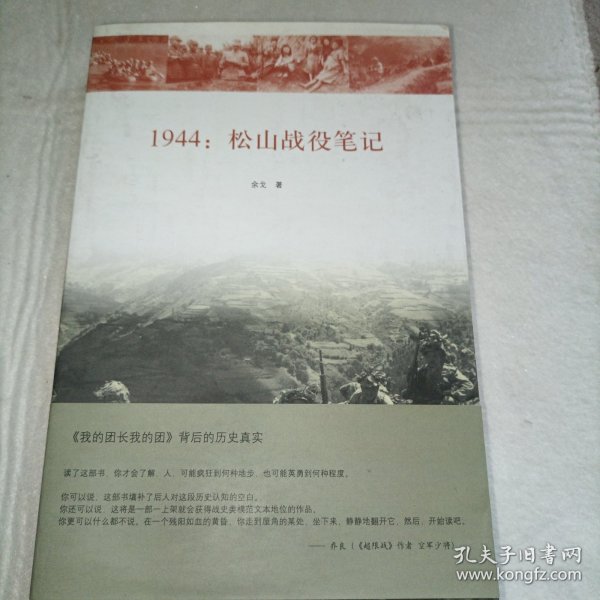 1944：松山战役笔记
余戈 著
《我的团长我的团》背后的历史真实
读了这部书，你才会了解，人，可能疯狂到何种地步，也可能英勇到何种程度。
你可以说，这部书填补了后人对这段历史认知的空白。
你还可以说，这将是一部一上架就会获得战史类模范文本地位的作品。
你更可以什么都不说。在一个残阳如血的黄昏，你走到屋角的某处，坐下来，静静地翻开它，然后，开始读吧。
—— 乔良（《超限战》作者 空军少将）
孔夫子旧书网
www.kongfz.com